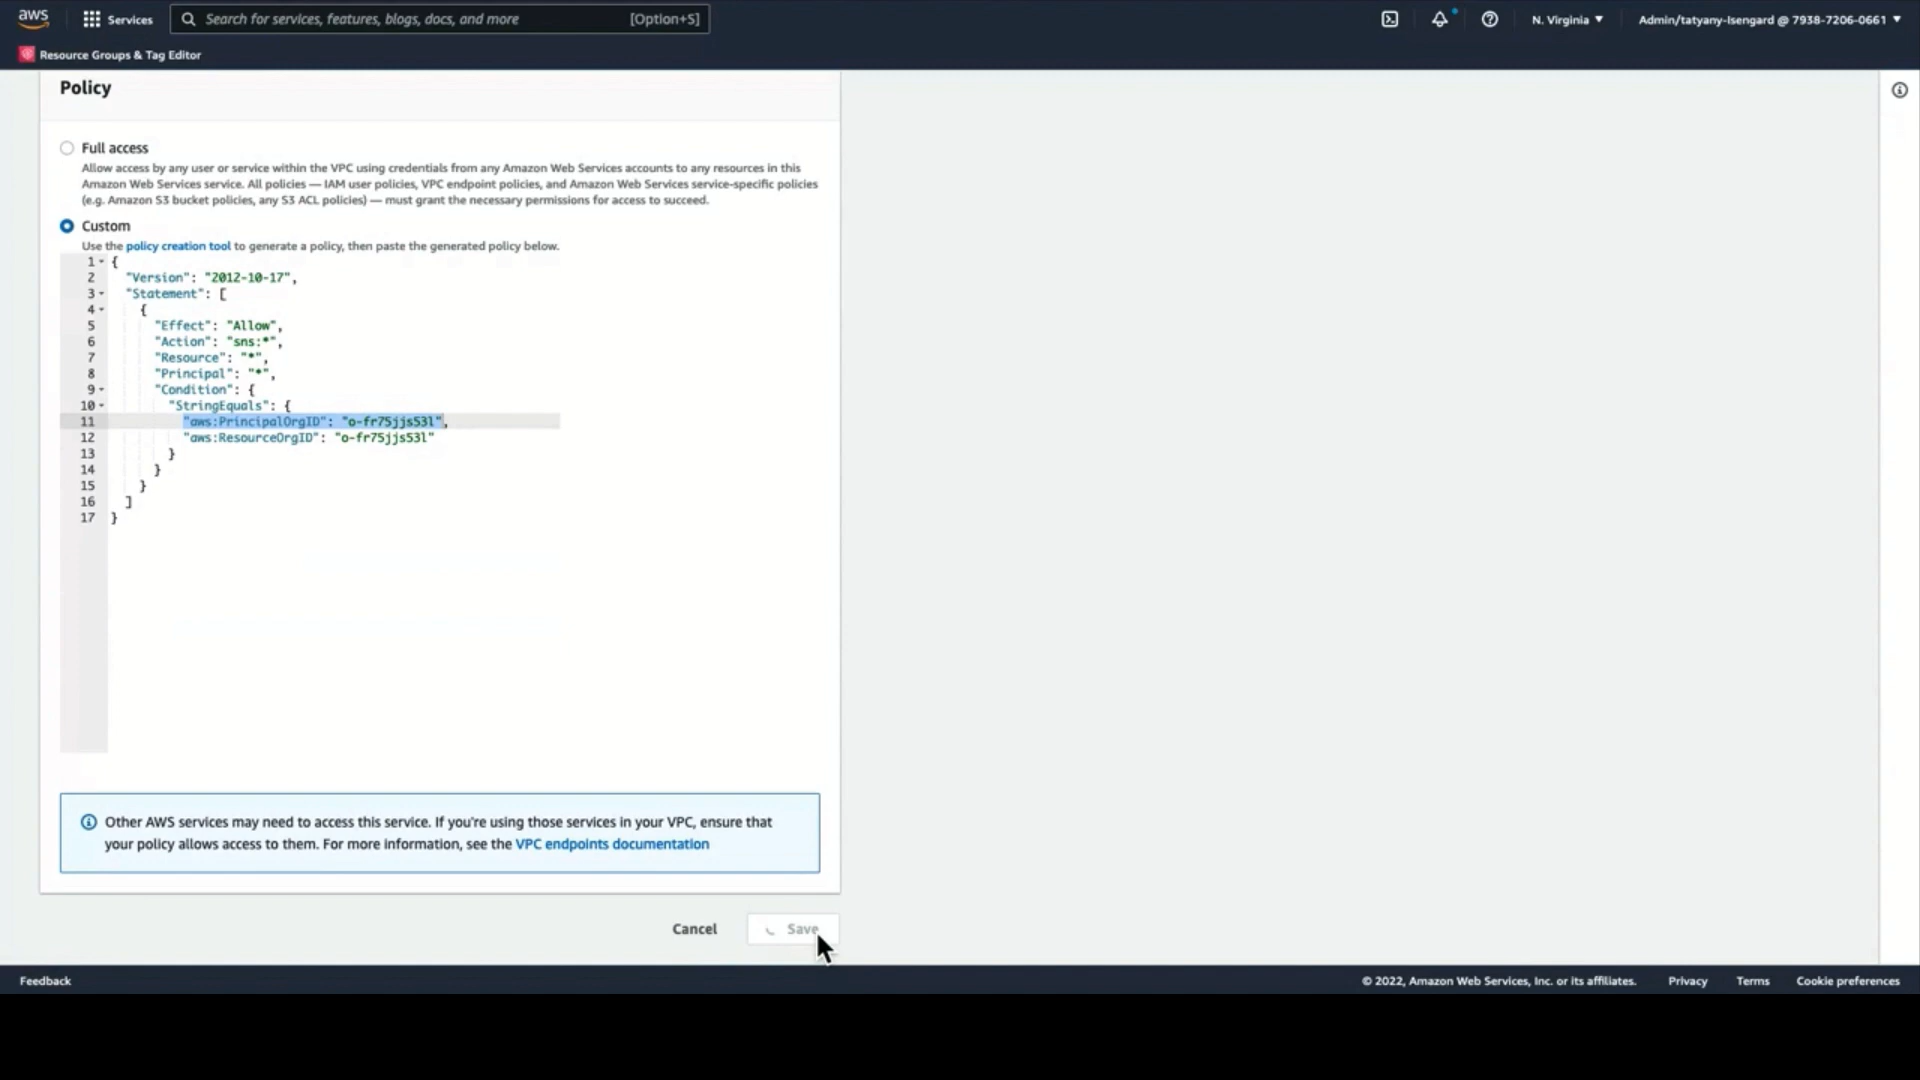 aws Services Search for services, features, blogs, docs, and more [Option+S] N. Virginia ▼ Admin/tatyany-Isengard @ 7938-7206-0661 ▼
Resource Groups & Tag Editor
Policy
Full access
Allow access by any user or service within the VPC using credentials from any Amazon Web Services accounts to any resources in this
Amazon Web Services service. All policies — IAM user policies, VPC endpoint policies, and Amazon Web Services service-specific policies
(e.g. Amazon S3 bucket policies, any S3 ACL policies) — must grant the necessary permissions for access to succeed.
Custom
Use the policy creation tool to generate a policy, then paste the generated policy below.
1 {
2 "Version": "2012-10-17",
3 "Statement": [
4 {
5 "Effect": "Allow",
6 "Action": "sns:*",
7 "Resource": "*",
8 "Principal": "*",
9 "Condition": {
10 "StringEquals": {
11 "aws:PrincipalOrgID": "o-fr75jjs53l",
12 "aws:ResourceOrgID": "o-fr75jjs53l"
13 }
14 }
15 }
16 ]
17 }
Other AWS services may need to access this service. If you're using those services in your VPC, ensure that
your policy allows access to them. For more information, see the VPC endpoints documentation
Cancel Save
Feedback © 2022, Amazon Web Services, Inc. or its affiliates. Privacy Terms Cookie preferences